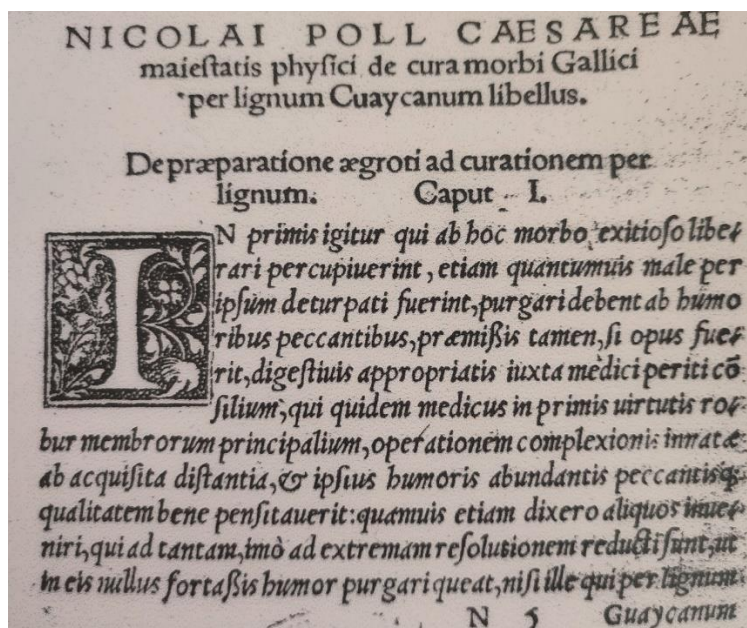 NICOLAI POLL CAESAREAE
maieſtatis phyſici de cura morbi Gallici
per lignum Cuaycanum libellus.
De præparatione ægroti ad curationem per
lignum. Caput I.
IN primis igitur qui ab hoc morbo exitioſo libe-
rari percupiuerint, etiam quantumuis male per
ipſum deturpati fuerint, purgari debent ab humo
ribus peccantibus, præmißis tamen, ſi opus fue-
rit, digeſtiuis appropriatis iuxta medici periti cõ
ſilium, qui quidem medicus in primis uirtutis ro-
bur membrorum principalium, operationem complexionis innatæ
ab acquiſita diſtantia, & ipſius humoris abundantis peccantisq;
qualitatem bene penſitauerit: quamuis etiam dixero aliquos inue-
niri, qui ad tantam, imò ad extremam reſolutionem reducti ſunt, ut
in eis nullus fortaßis humor purgari queat, niſi ille qui per lignum
N 5 Guaycanum